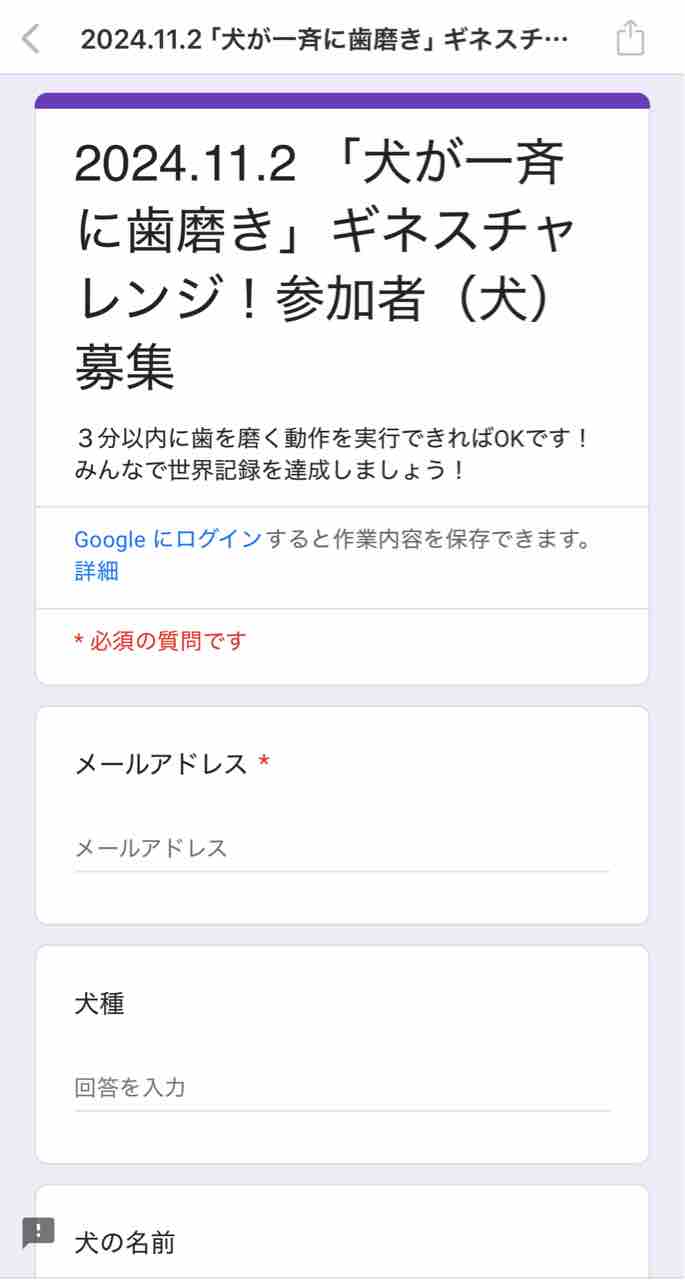 2024.11.2「犬が一斉に歯磨き」ギネスチ…
2024.11.2 「犬が一斉
に歯磨き」ギネスチャ
レンジ！参加者（犬）
募集
３分以内に歯を磨く動作を実行できればOKです！
みんなで世界記録を達成しましょう！
Google にログインすると作業内容を保存できます。
詳細
* 必須の質問です
メールアドレス *
メールアドレス
犬種
回答を入力
犬の名前